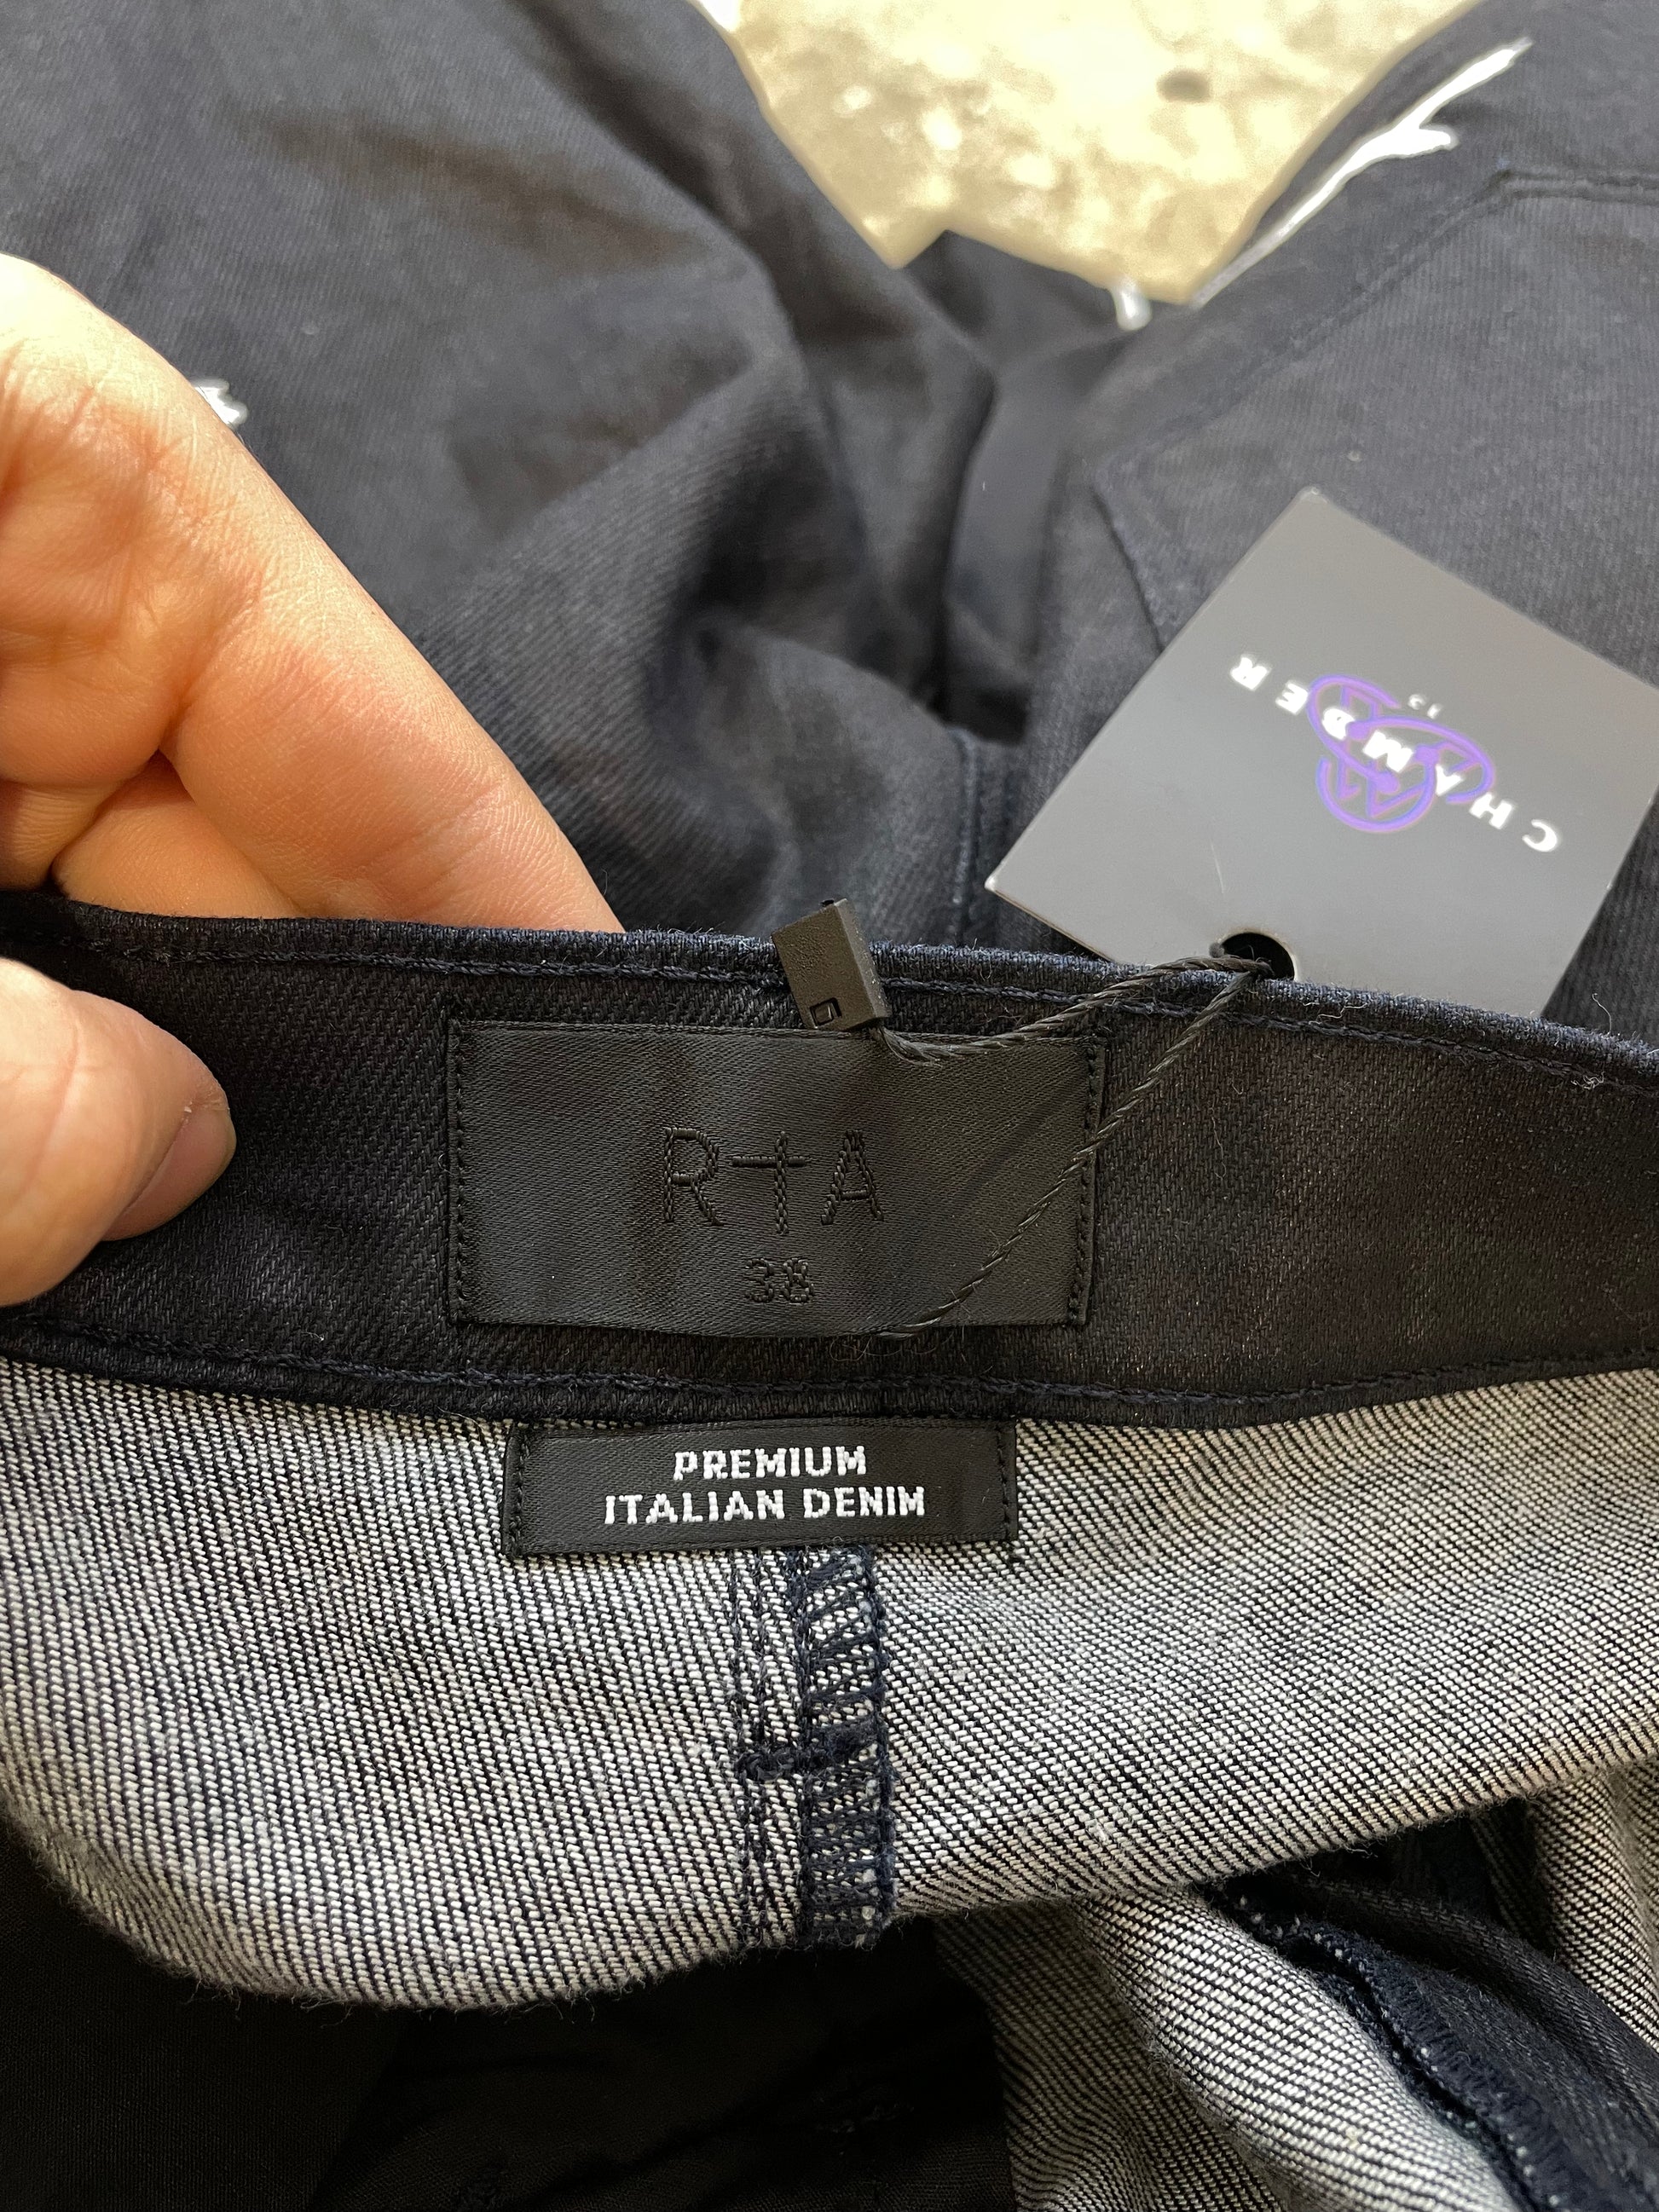 CHAMBER
R†A
38
PREMIUM
ITALIAN DENIM